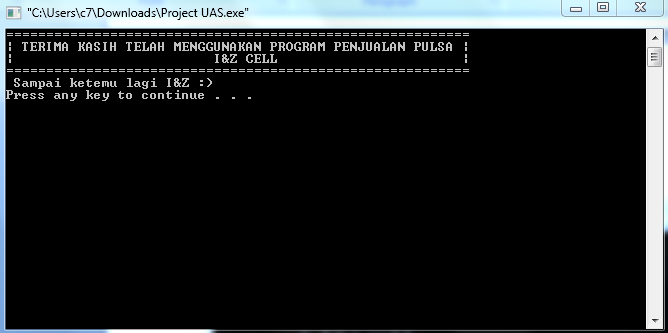 "C:\Users\c7\Downloads\Project UAS.exe"
==========================================================
¦ TERIMA KASIH TELAH MENGGUNAKAN PROGRAM PENJUALAN PULSA ¦
¦                         I&Z CELL                       ¦
==========================================================
Sampai ketemu lagi I&Z :)
Press any key to continue . . .